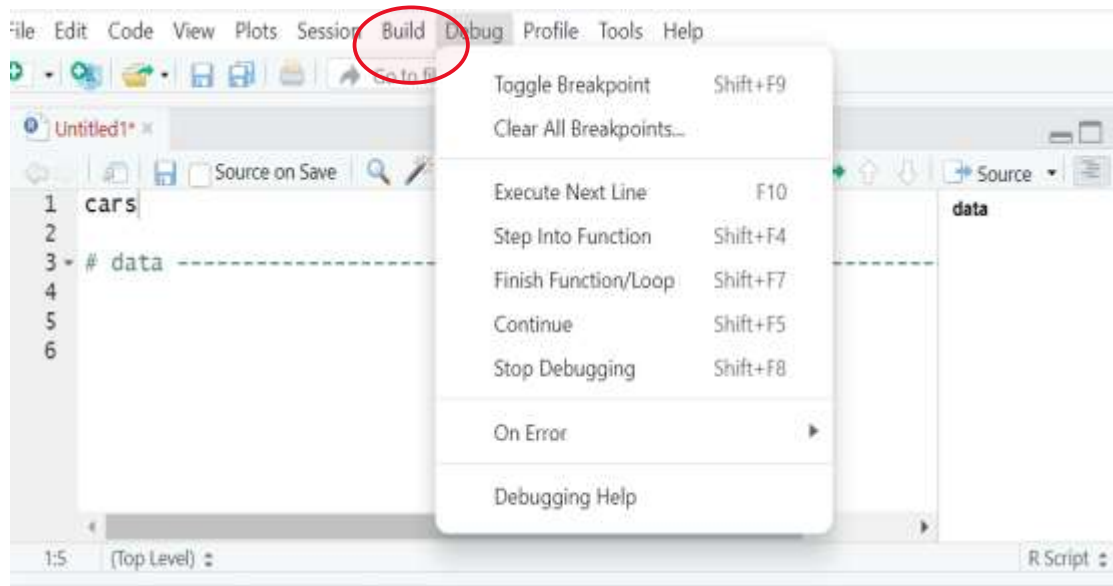 File Edit Code View Plots Session Build Debug Profile Tools Help
Go to fi
Untitled1*
Source on Save
Source
1 cars
2
3 # data
4
5
6
data
Toggle Breakpoint Shift+F9
Clear All Breakpoints...
Execute Next Line F10
Step Into Function Shift+F4
Finish Function/Loop Shift+F7
Continue Shift+F5
Stop Debugging Shift+F8
On Error
Debugging Help
1:5 (Top Level) R Script